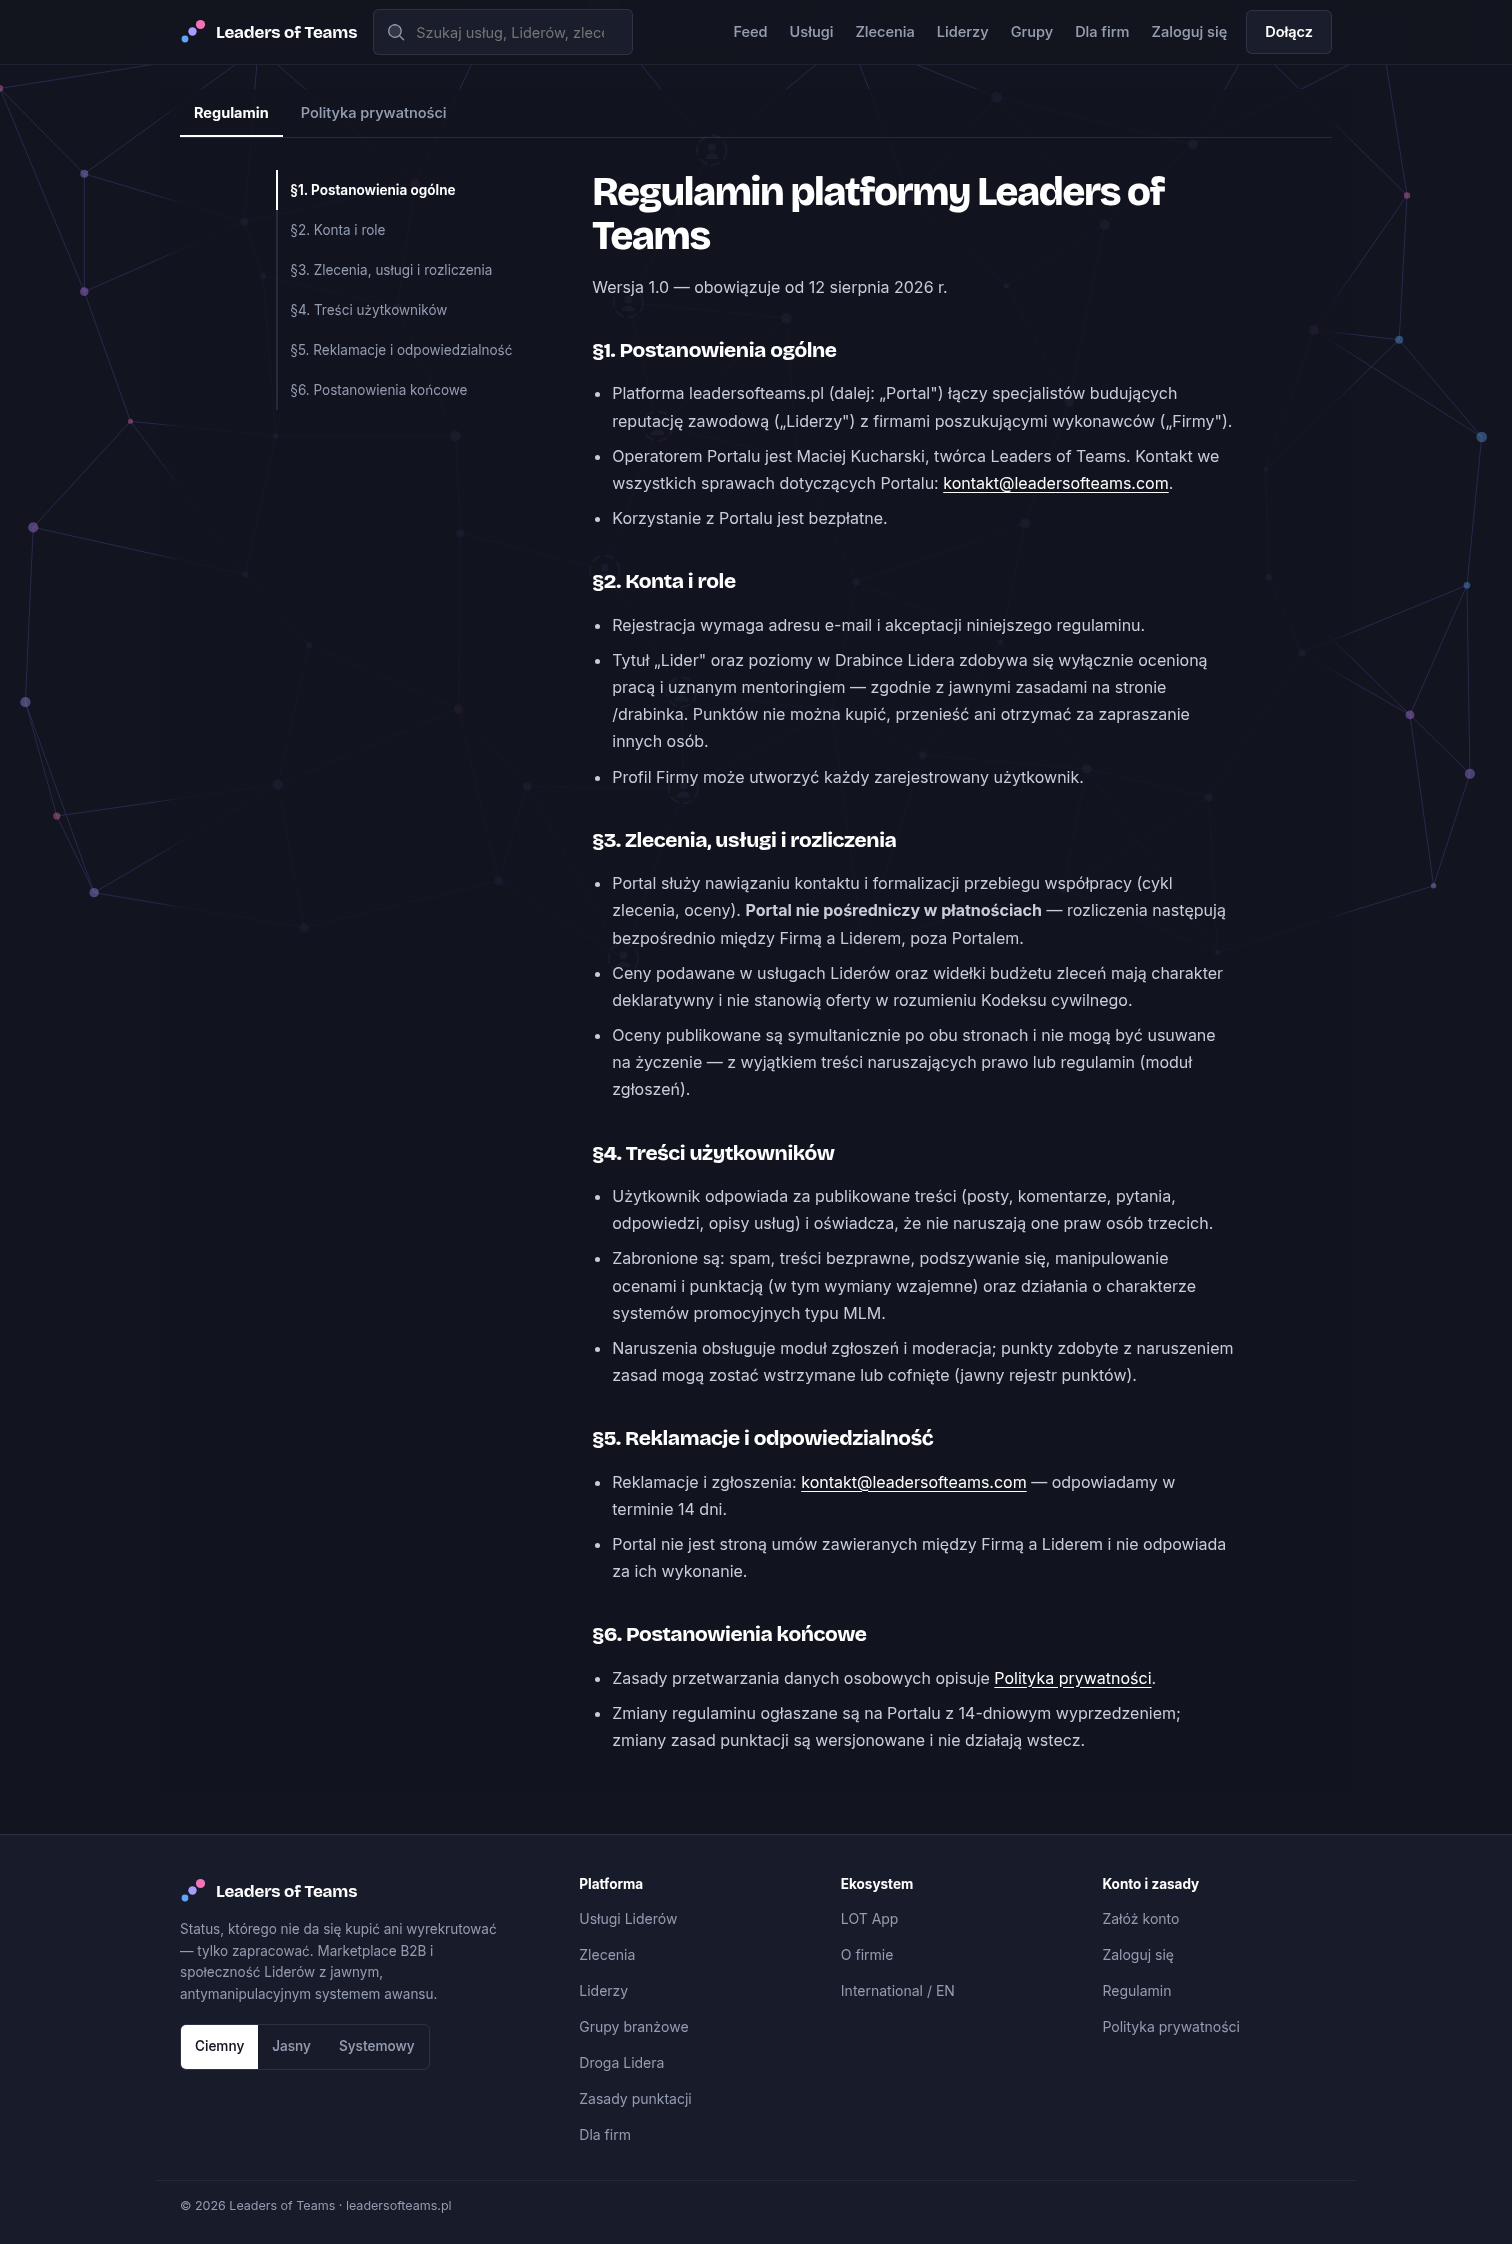 Leaders of Teams
Szukaj usług, Liderów, zlec
Feed Usługi Zlecenia Liderzy Grupy Dla firm Zaloguj się Dołącz
Regulamin Polityka prywatności
§1. Postanowienia ogólne
§2. Konta i role
§3. Zlecenia, usługi i rozliczenia
§4. Treści użytkowników
§5. Reklamacje i odpowiedzialność
§6. Postanowienia końcowe
Regulamin platformy Leaders of
Teams
Wersja 1.0 — obowiązuje od 12 sierpnia 2026 r.
§1. Postanowienia ogólne
• Platforma leadersofteams.pl (dalej: „Portal") łączy specjalistów budujących
reputację zawodową („Liderzy") z firmami poszukującymi wykonawców („Firmy").
• Operatorem Portalu jest Maciej Kucharski, twórca Leaders of Teams. Kontakt we
wszystkich sprawach dotyczących Portalu: kontakt@leadersofteams.com.
• Korzystanie z Portalu jest bezpłatne.
§2. Konta i role
• Rejestracja wymaga adresu e-mail i akceptacji niniejszego regulaminu.
• Tytuł „Lider" oraz poziomy w Drabince Lidera zdobywa się wyłącznie ocenioną
pracą i uznanym mentoringiem — zgodnie z jawnymi zasadami na stronie
/drabinka. Punktów nie można kupić, przenieść ani otrzymać za zapraszanie
innych osób.
• Profil Firmy może utworzyć każdy zarejestrowany użytkownik.
§3. Zlecenia, usługi i rozliczenia
• Portal służy nawiązaniu kontaktu i formalizacji przebiegu współpracy (cykl
zlecenia, oceny). Portal nie pośredniczy w płatnościach — rozliczenia następują
bezpośrednio między Firmą a Liderem, poza Portalem.
• Ceny podawane w usługach Liderów oraz widełki budżetu zleceń mają charakter
deklaratywny i nie stanowią oferty w rozumieniu Kodeksu cywilnego.
• Oceny publikowane są symultanicznie po obu stronach i nie mogą być usuwane
na życzenie — z wyjątkiem treści naruszających prawo lub regulamin (moduł
zgłoszeń).
§4. Treści użytkowników
• Użytkownik odpowiada za publikowane treści (posty, komentarze, pytania,
odpowiedzi, opisy usług) i oświadcza, że nie naruszają one praw osób trzecich.
• Zabronione są: spam, treści bezprawne, podszywanie się, manipulowanie
ocenami i punktacją (w tym wymiany wzajemne) oraz działania o charakterze
systemów promocyjnych typu MLM.
• Naruszenia obsługuje moduł zgłoszeń i moderacja; punkty zdobyte z naruszeniem
zasad mogą zostać wstrzymane lub cofnięte (jawny rejestr punktów).
§5. Reklamacje i odpowiedzialność
• Reklamacje i zgłoszenia: kontakt@leadersofteams.com — odpowiadamy w
terminie 14 dni.
• Portal nie jest stroną umów zawieranych między Firmą a Liderem i nie odpowiada
za ich wykonanie.
§6. Postanowienia końcowe
• Zasady przetwarzania danych osobowych opisuje Polityka prywatności.
• Zmiany regulaminu ogłaszane są na Portalu z 14-dniowym wyprzedzeniem;
zmiany zasad punktacji są wersjonowane i nie działają wstecz.
Leaders of Teams
Status, którego nie da się kupić ani wyrekrutować
— tylko zapracować. Marketplace B2B i
społeczność Liderów z jawnym,
antymanipulacyjnym systemem awansu.
Ciemny Jasny Systemowy
Platforma
Usługi Liderów
Zlecenia
Liderzy
Grupy branżowe
Droga Lidera
Zasady punktacji
Dla firm
Ekosystem
LOT App
O firmie
International / EN
Konto i zasady
Załóż konto
Zaloguj się
Regulamin
Polityka prywatności
© 2026 Leaders of Teams · leadersofteams.pl